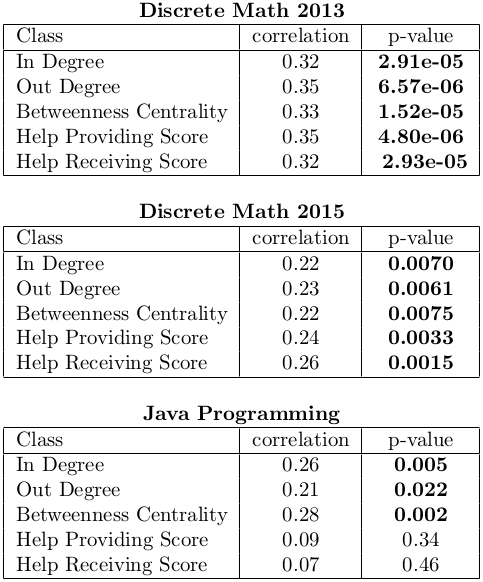 Discrete Math 2013
Class correlation p-value
In Degree 0.32 2.91e-05
Out Degree 0.35 6.57e-06
Betweenness Centrality 0.33 1.52e-05
Help Providing Score 0.35 4.80e-06
Help Receiving Score 0.32 2.93e-05
Discrete Math 2015
Class correlation p-value
In Degree 0.22 0.0070
Out Degree 0.23 0.0061
Betweenness Centrality 0.22 0.0075
Help Providing Score 0.24 0.0033
Help Receiving Score 0.26 0.0015
Java Programming
Class correlation p-value
In Degree 0.26 0.005
Out Degree 0.21 0.022
Betweenness Centrality 0.28 0.002
Help Providing Score 0.09 0.34
Help Receiving Score 0.07 0.46